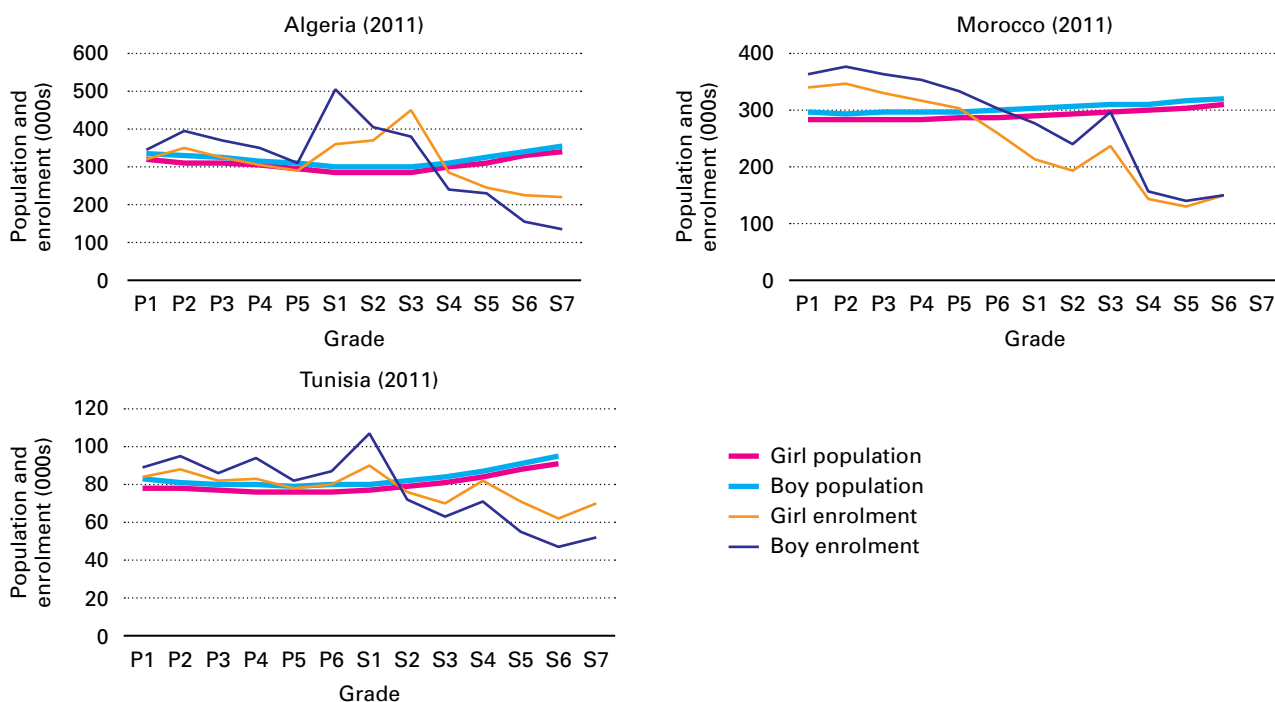 Algeria (2011)
Population and
enrolment (000s)
600
500
400
300
200
100
0
P1 P2 P3 P4 P5 S1 S2 S3 S4 S5 S6 S7
Grade
Morocco (2011)
Population and
enrolment (000s)
400
300
200
100
0
P1 P2 P3 P4 P5 P6 S1 S2 S3 S4 S5 S6 S7
Grade
Tunisia (2011)
Population and
enrolment (000s)
120
100
80
60
40
20
0
P1 P2 P3 P4 P5 P6 S1 S2 S3 S4 S5 S6 S7
Grade
Girl population
Boy population
Girl enrolment
Boy enrolment